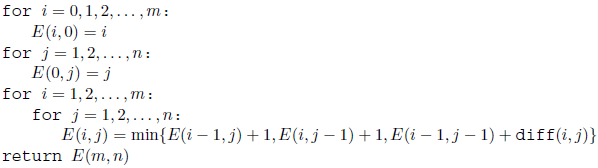 for i = 0, 1, 2, . . . , m:
E(i, 0) = i
for j = 1, 2, . . . , n:
E(0, j) = j
for i = 1, 2, . . . , m:
for j = 1, 2, . . . , n:
E(i, j) = min{E(i − 1, j) + 1, E(i, j − 1) + 1, E(i − 1, j − 1) + diff(i, j)}
return E(m, n)